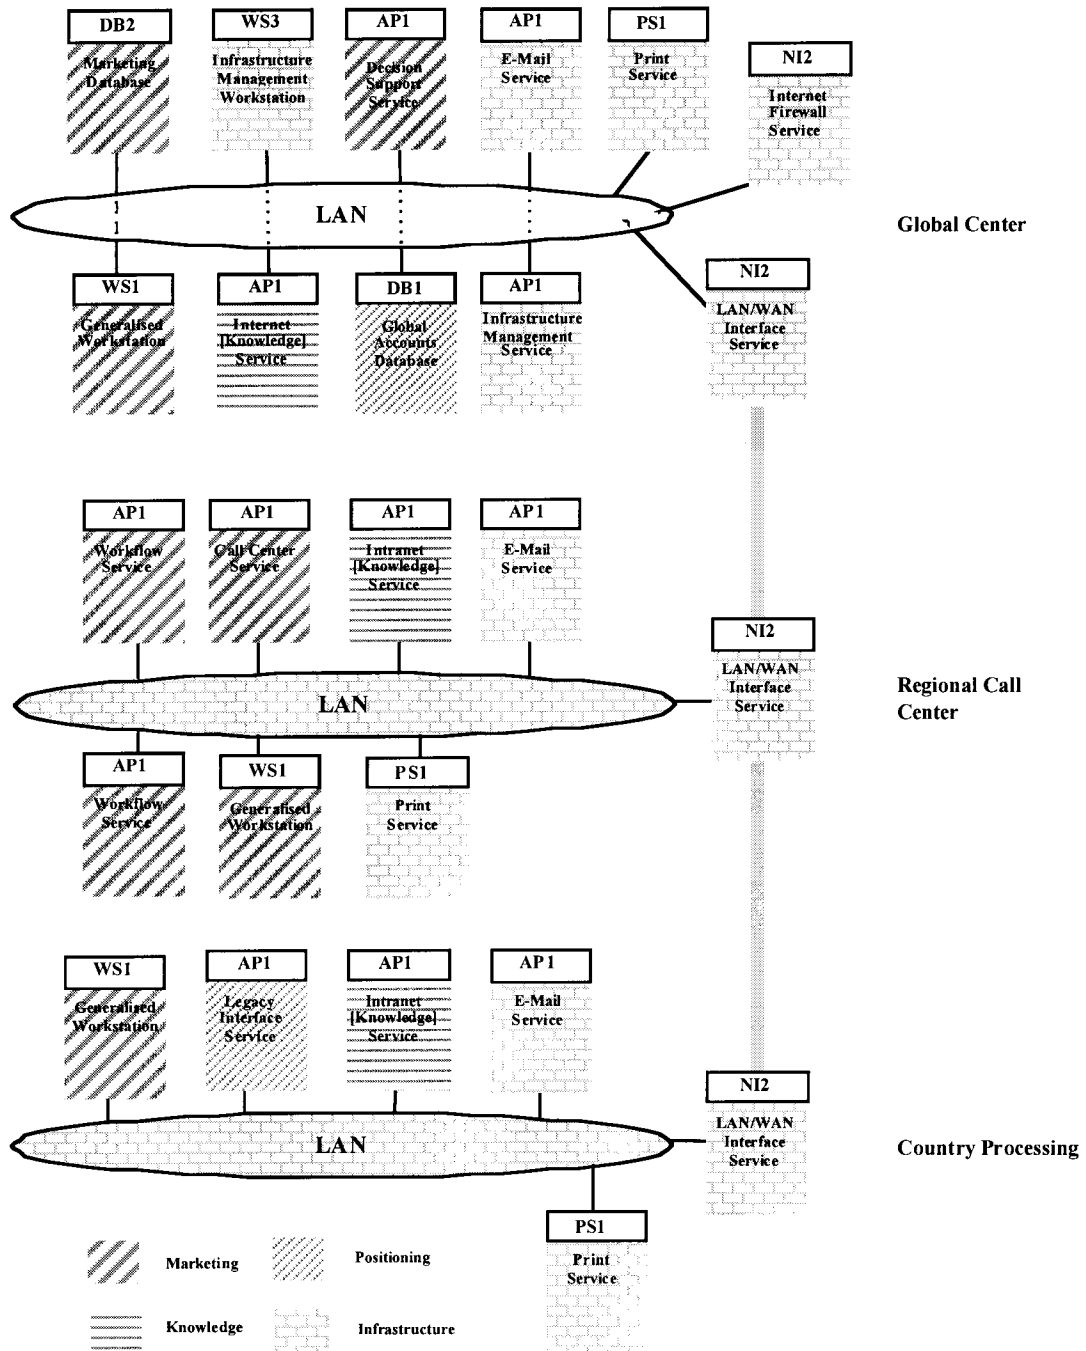 DB2
Marketing
Database
WS3
Infrastructure
Management
Workstation
AP1
Decision
Support
Service
AP1
E-Mail
Service
PS1
Print
Service
NI2
Internet
Firewall
Service
LAN
Global Center
WS1
Generalised
Workstation
AP1
Internet
[Knowledge]
Service
DB1
Global
Accounts
Database
AP1
Infrastructure
Management
Service
NI2
LAN/WAN
Interface
Service
AP1
Workflow
Service
AP1
Call Center
Service
AP1
Intranet
[Knowledge]
Service
AP1
E-Mail
Service
NI2
LAN/WAN
Interface
Service
LAN
Regional Call
Center
AP1
Workflow
Service
WS1
Generalised
Workstation
PS1
Print
Service
WS1
Generalised
Workstation
AP1
Legacy
Interface
Service
AP1
Intranet
[Knowledge]
Service
AP1
E-Mail
Service
NI2
LAN/WAN
Interface
Service
LAN
Country Processing
PS1
Print
Service
Marketing
Positioning
Knowledge
Infrastructure